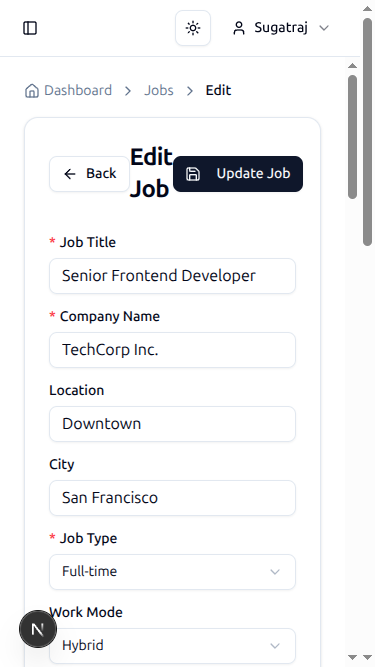 Sugatraj
Dashboard > Jobs > Edit
Back
Edit Job
Update Job
* Job Title
Senior Frontend Developer
* Company Name
TechCorp Inc.
Location
Downtown
City
San Francisco
* Job Type
Full-time
Work Mode
N
Hybrid